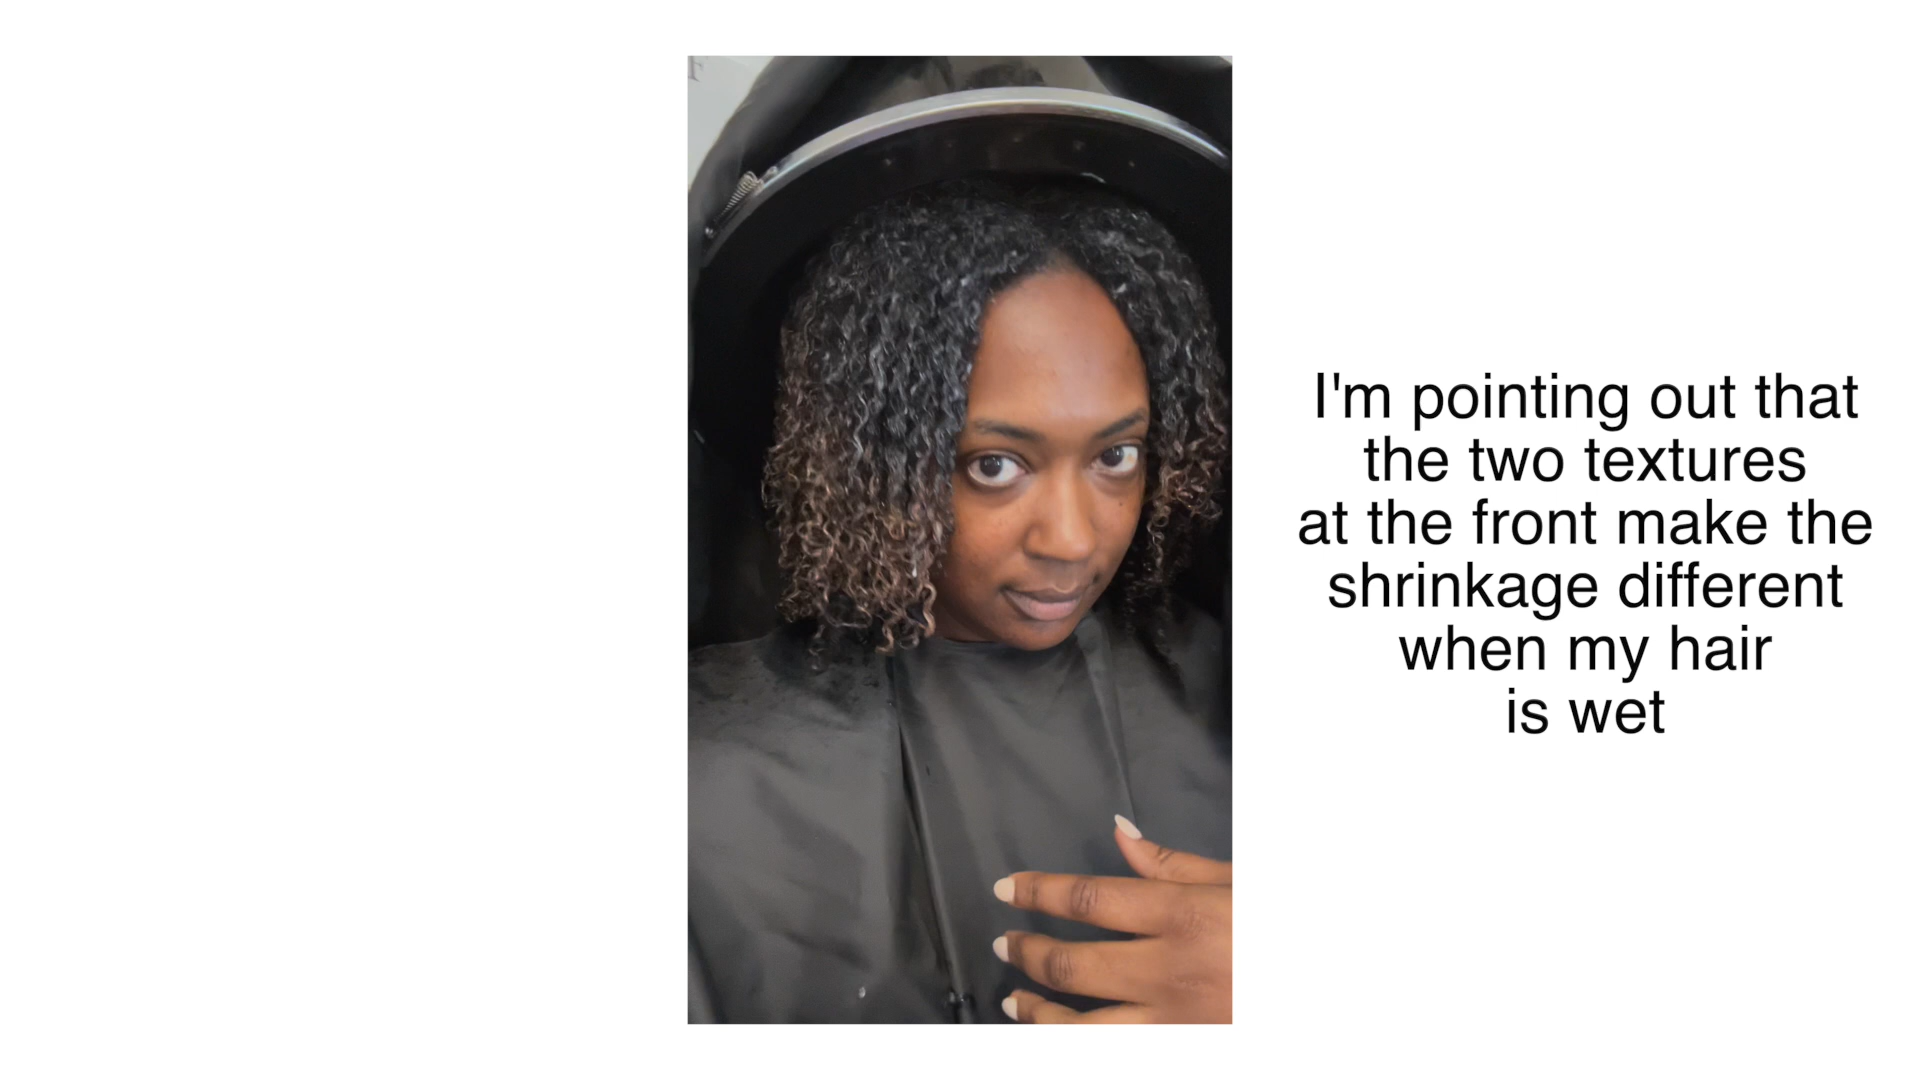 I'm pointing out that
the two textures
at the front make the
shrinkage different
when my hair
is wet